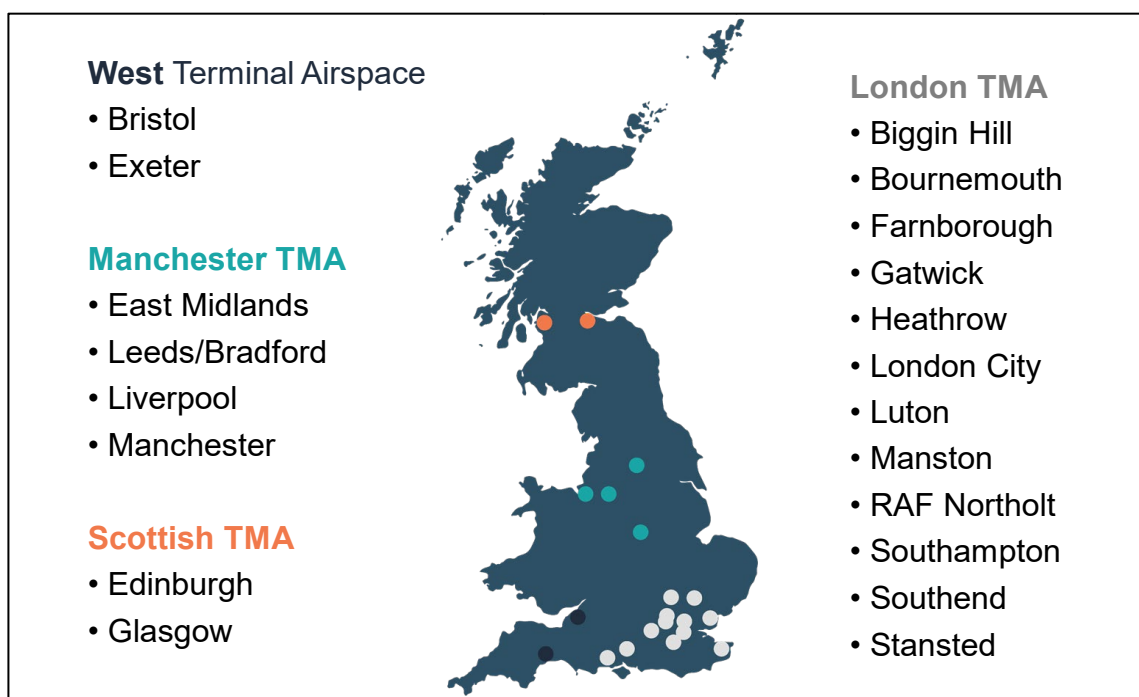 West Terminal Airspace
• Bristol
• Exeter
Manchester TMA
• East Midlands
• Leeds/Bradford
• Liverpool
• Manchester
Scottish TMA
• Edinburgh
• Glasgow
London TMA
• Biggin Hill
• Bournemouth
• Farnborough
• Gatwick
• Heathrow
• London City
• Luton
• Manston
• RAF Northolt
• Southampton
• Southend
• Stansted